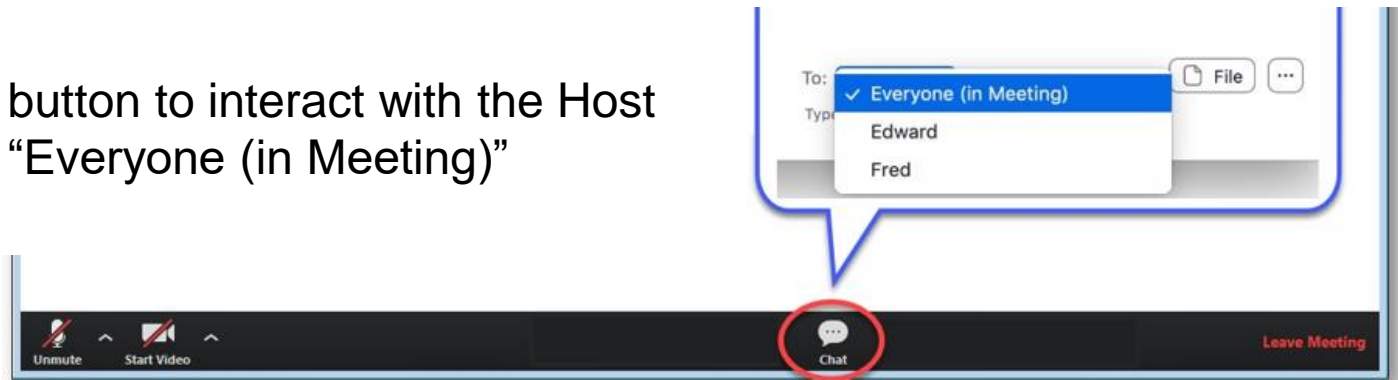 button to interact with the Host
“Everyone (in Meeting)”
To:
File
✓ Everyone (in Meeting)
Type
Edward
Fred
Unmute
Start Video
Chat
Leave Meeting